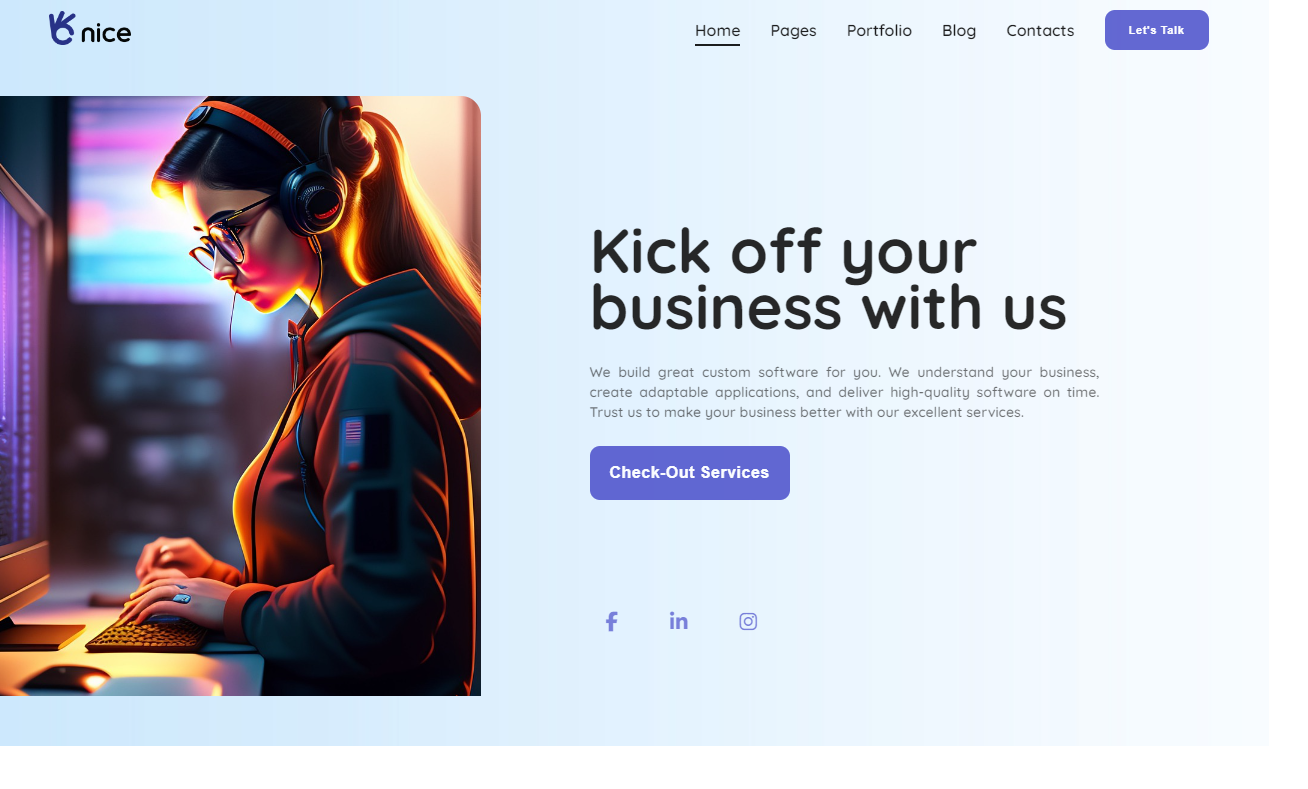 nice
Home Pages Portfolio Blog Contacts Let's Talk
Kick off your
business with us
We build great custom software for you. We understand your business,
create adaptable applications, and deliver high-quality software on time.
Trust us to make your business better with our excellent services.
Check-Out Services